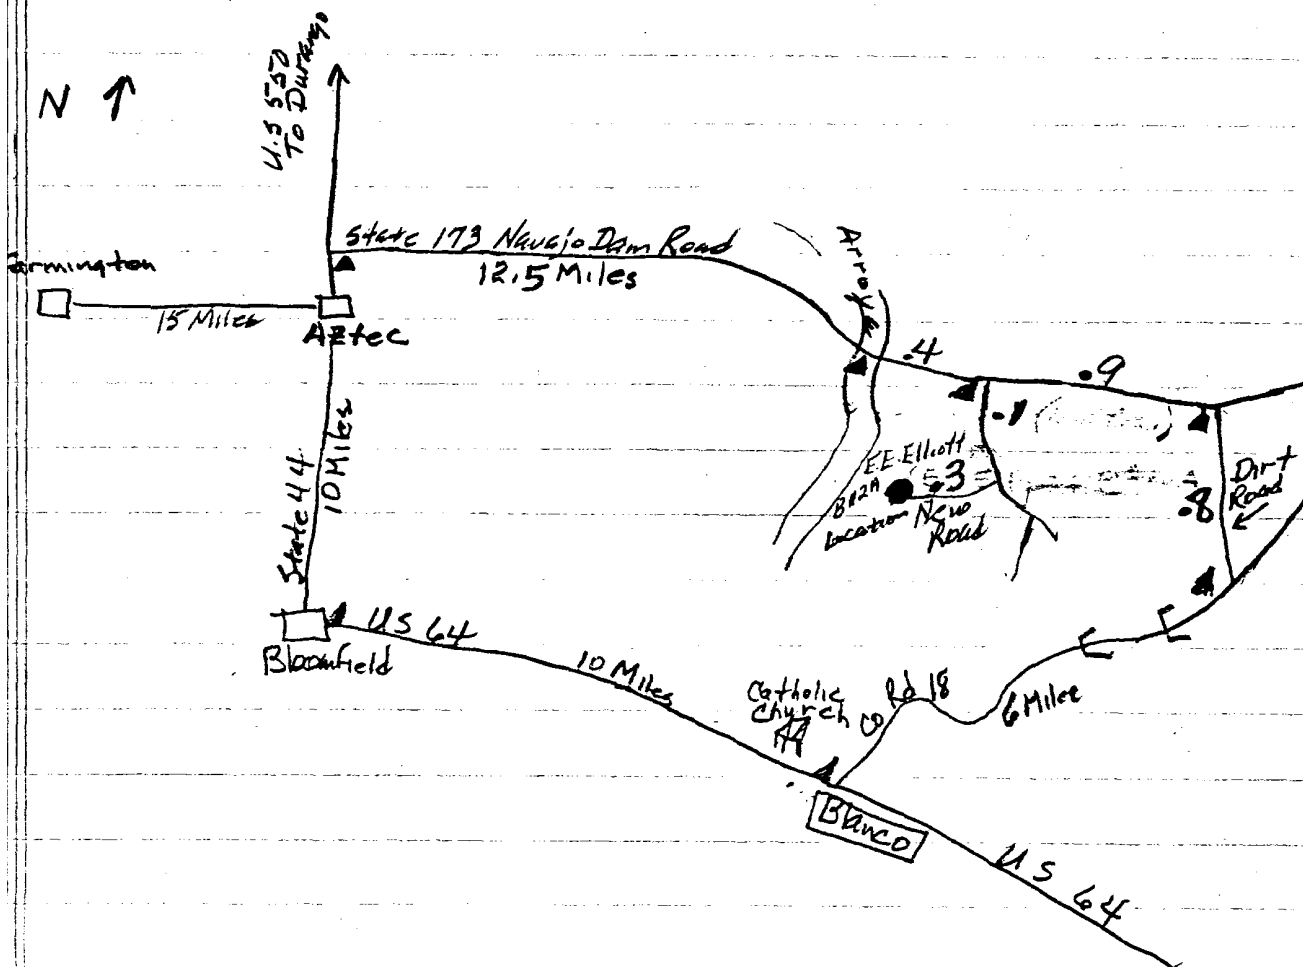 N
U.S 550
To Durango
State 173 Navajo Dam Road
12.5 Miles
armington
15 Miles
Aztec
Arroyo
.4
.9
.1
E.E. Elliott
.3
Location
New
Road
.8
Dirt
Road
State 44
10 Miles
Bloomfield
US 64
10 Miles
Catholic
Church
Co Rd 18
6 Miles
Blanco
US 64